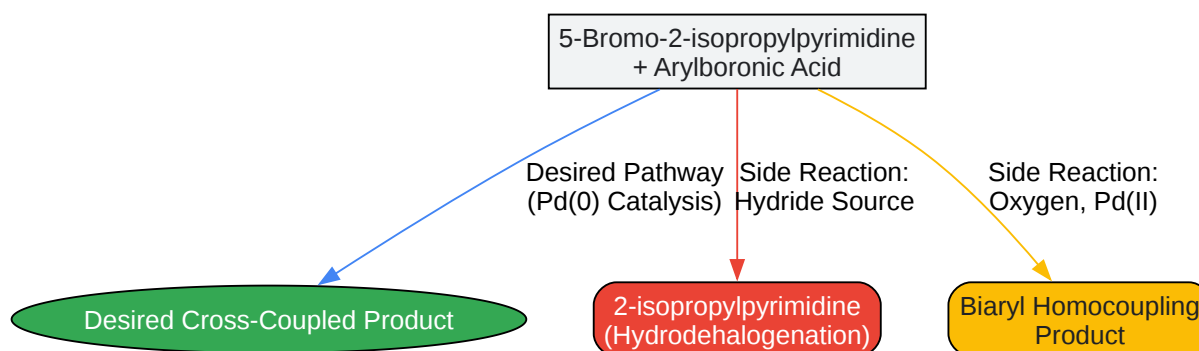 5-Bromo-2-isopropylpyrimidine
+ Arylboronic Acid
Desired Pathway
(Pd(0) Catalysis)
Side Reaction:
Hydride Source
Side Reaction:
Oxygen, Pd(II)
Desired Cross-Coupled Product
2-isopropylpyrimidine
(Hydrodehalogenation)
Biaryl Homocoupling
Product